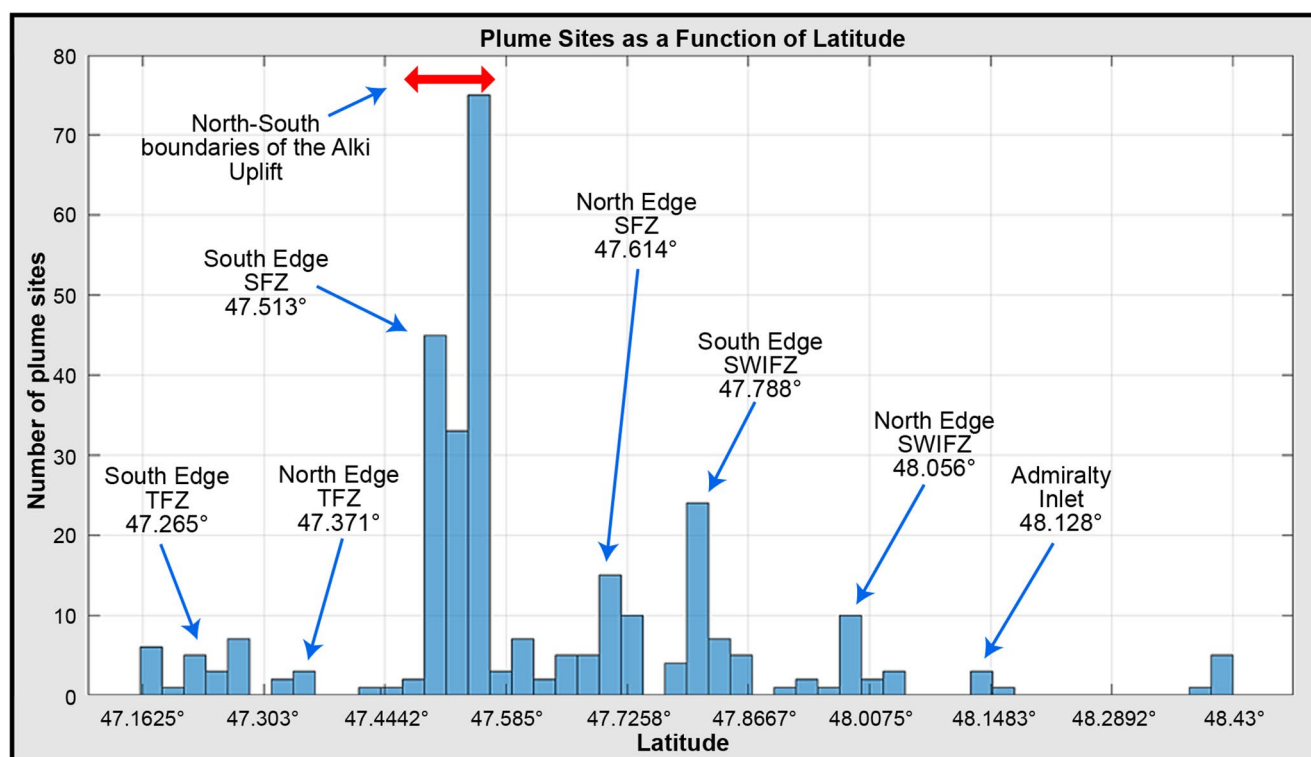 Plume Sites as a Function of Latitude
80
70
60
50
40
30
20
10
0
Number of plume sites
North-South
boundaries of the Alki
Uplift
South Edge
SFZ
47.513°
North Edge
SFZ
47.614°
South Edge
SWIFZ
47.788°
North Edge
SWIFZ
48.056°
Admiralty
Inlet
48.128°
South Edge
TFZ
47.265°
North Edge
TFZ
47.371°
47.1625° 47.303° 47.4442° 47.585° 47.7258° 47.8667° 48.0075° 48.1483° 48.2892° 48.43°
Latitude